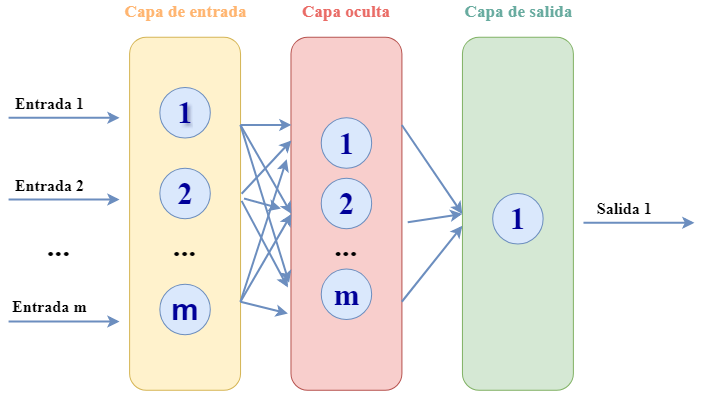 Capa de entrada
Capa oculta
Capa de salida
Entrada 1
Entrada 2
...
Entrada m
1
2
...
m
1
2
...
m
1
Salida 1